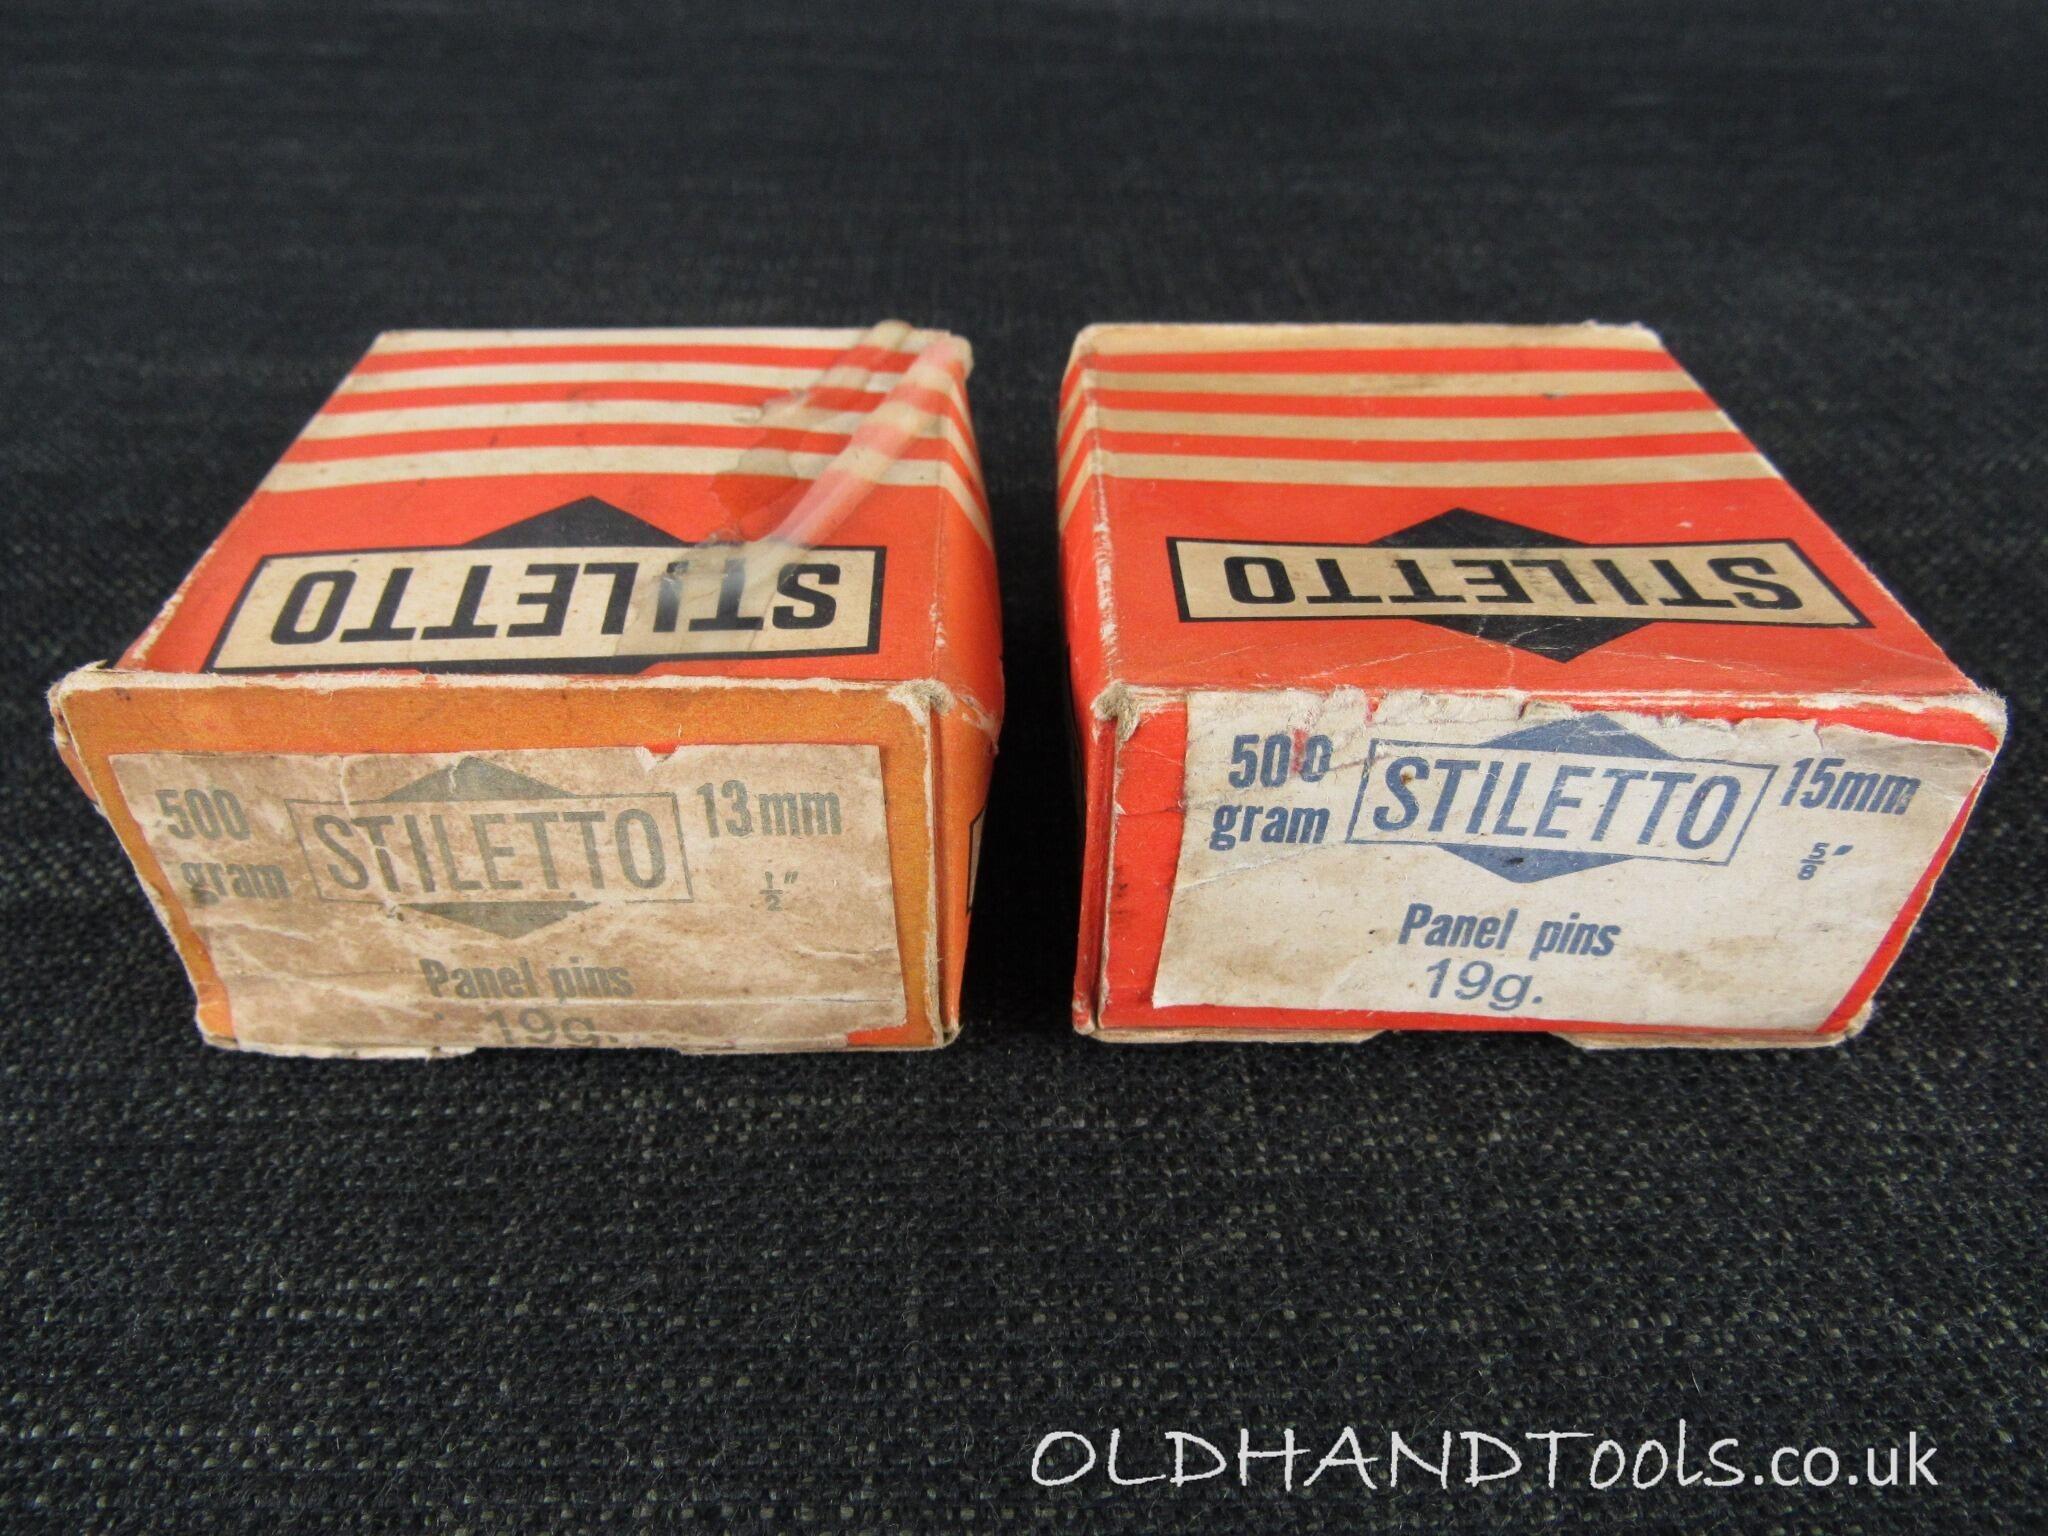 STILETTO
500 gram
STILETTO
13mm
1/2"
Panel pins
19g.
STILETTO
500 gram
STILETTO
15mm
5/8"
Panel pins
19g.
OLDHANDTools.co.uk